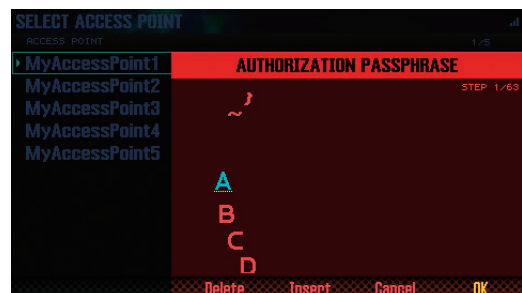 SELECT ACCESS POINT
ACCESS POINT
1/5
MyAccessPoint1
MyAccessPoint2
MyAccessPoint3
MyAccessPoint4
MyAccessPoint5
AUTHORIZATION PASSPHRASE
STEP 1/63
}
~
A
B
C
D
Delete Insert Cancel OK